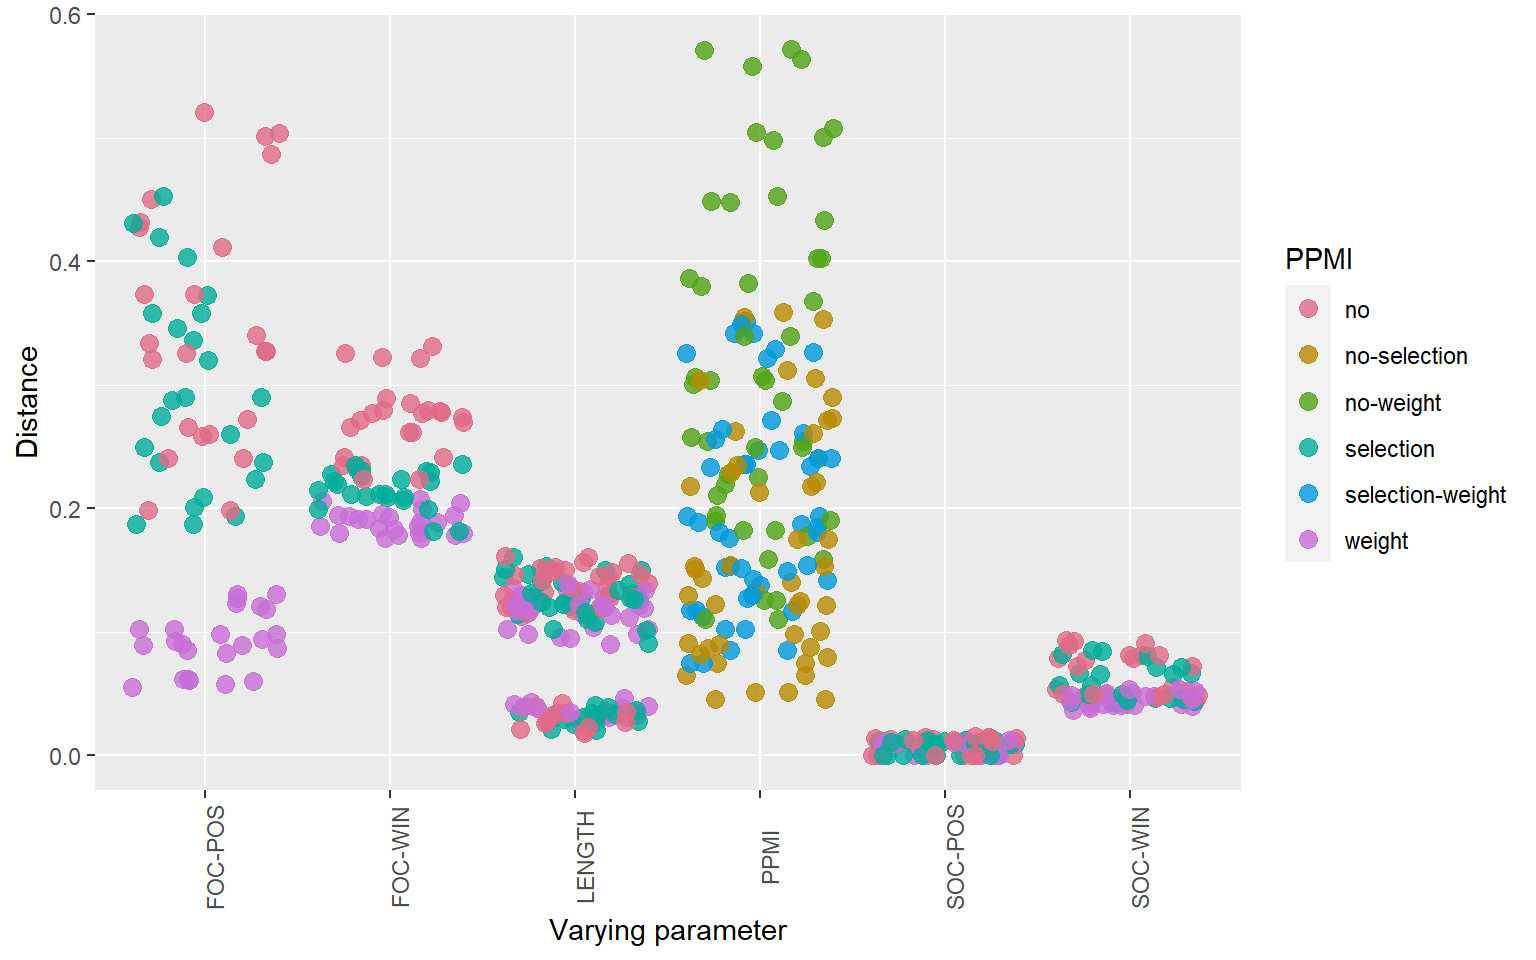 0.6
0.4
0.2
0.0
Distance
FOC-POS
FOC-WIN
LENGTH
PPMI
SOC-POS
SOC-WIN
Varying parameter
PPMI
no
no-selection
no-weight
selection
selection-weight
weight